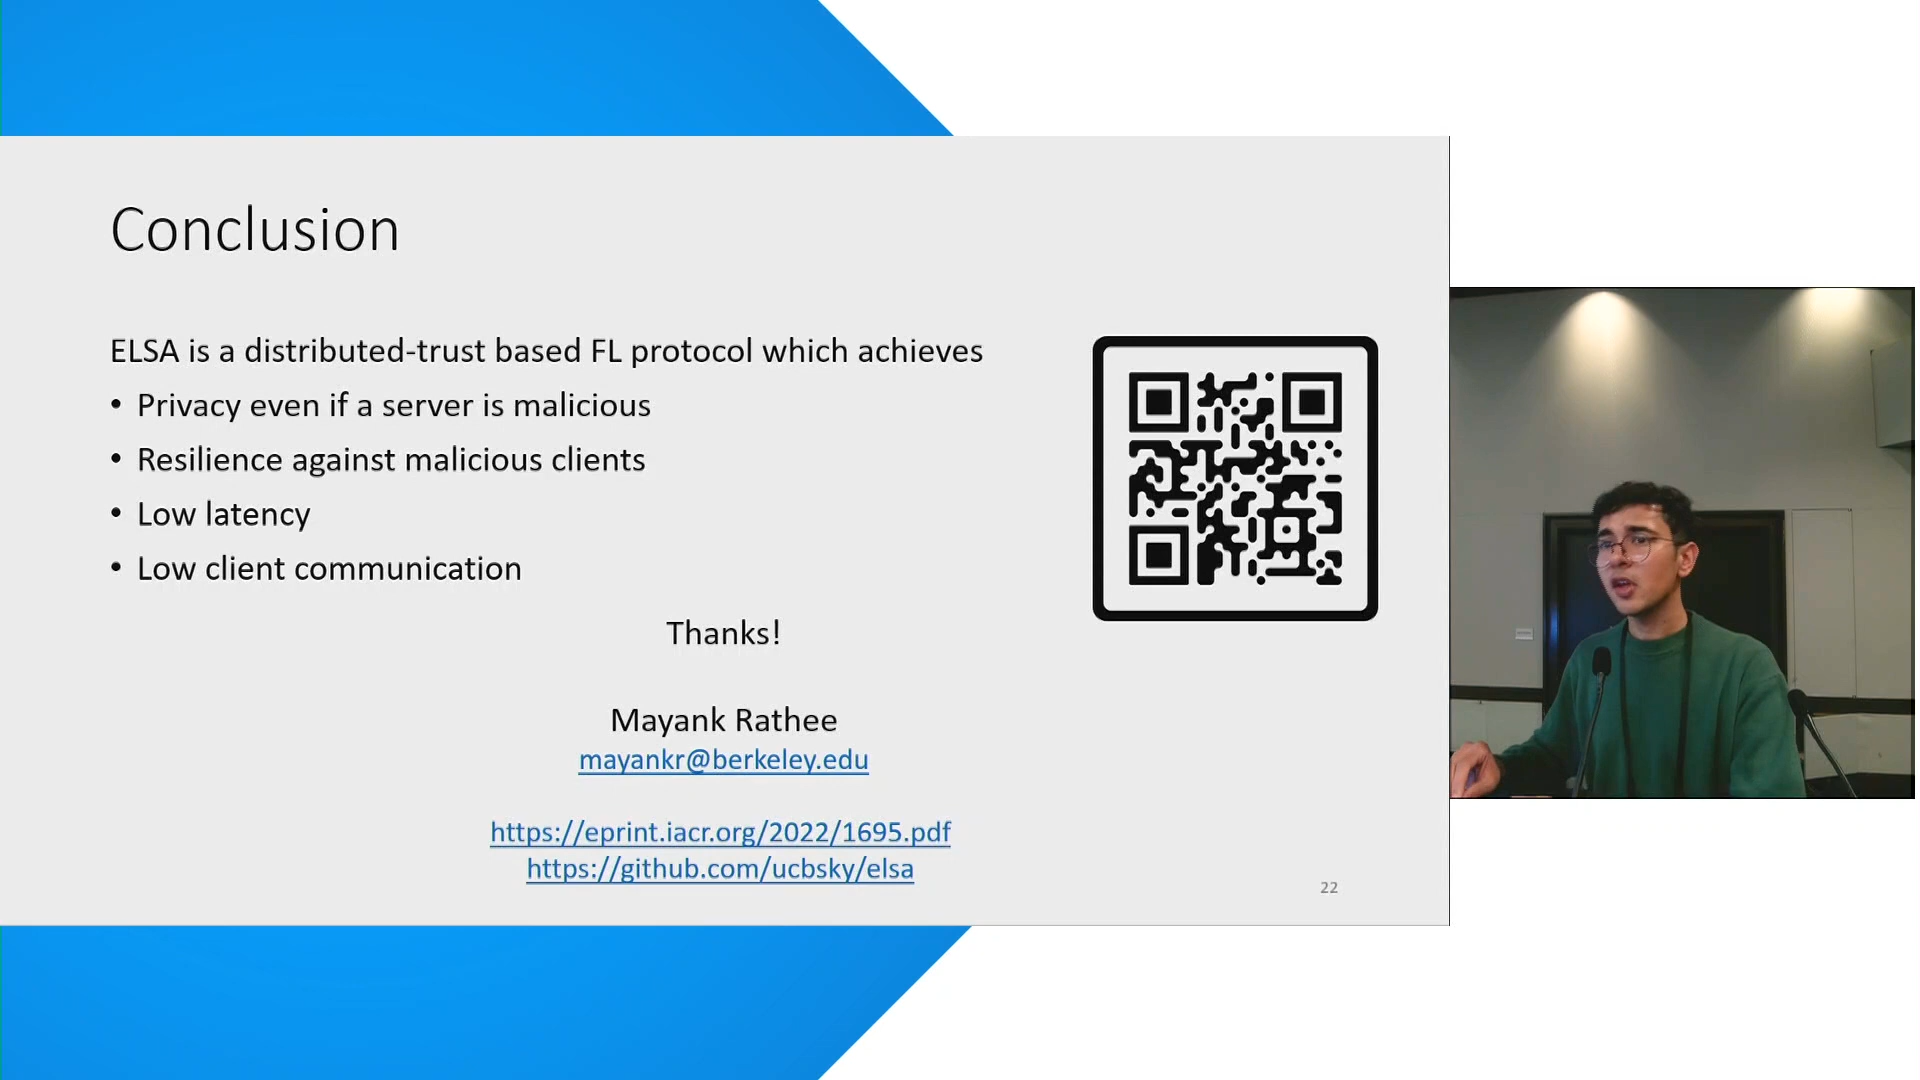 Conclusion
ELSA is a distributed-trust based FL protocol which achieves
• Privacy even if a server is malicious
• Resilience against malicious clients
• Low latency
• Low client communication
Thanks!
Mayank Rathee
mayankr@berkeley.edu
https://eprint.iacr.org/2022/1695.pdf
https://github.com/ucbsky/elsa
22